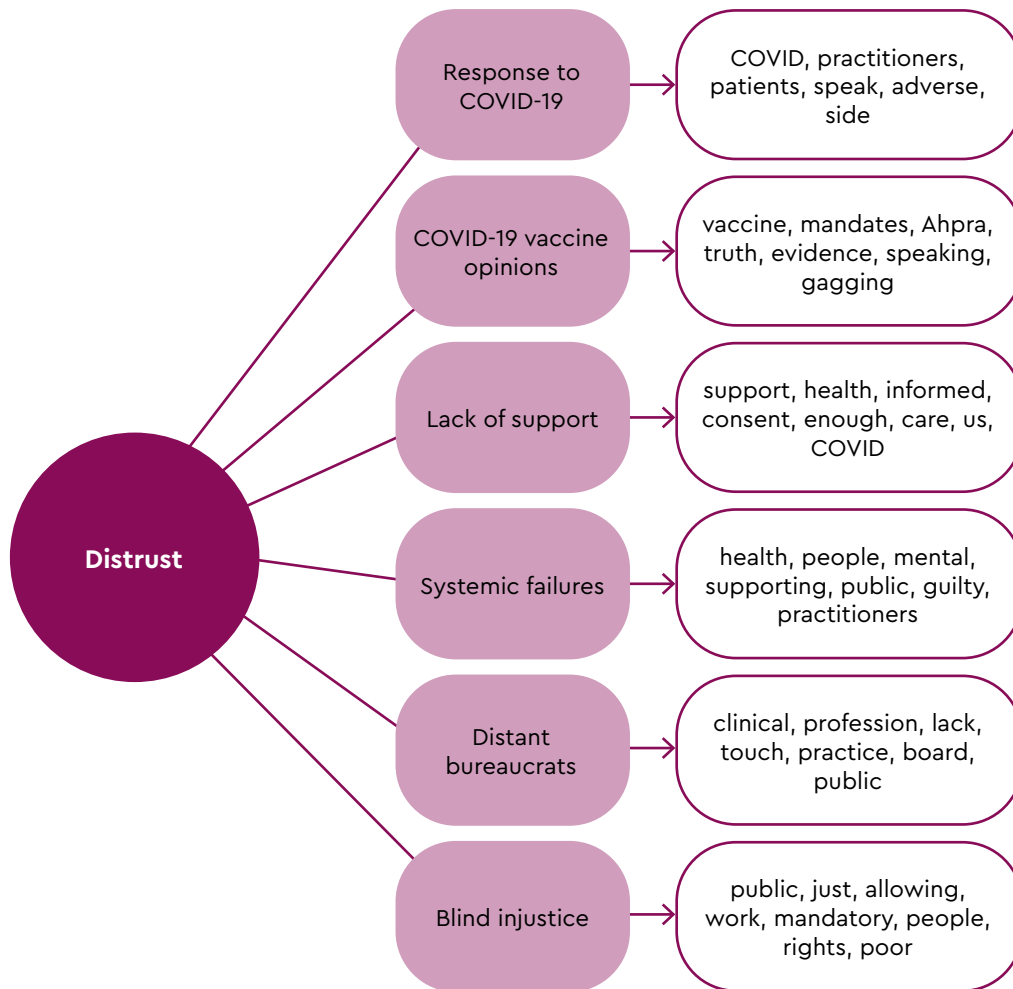 Distrust
Response to
COVID-19
COVID, practitioners,
patients, speak, adverse,
side
COVID-19 vaccine
opinions
vaccine, mandates, Ahpra,
truth, evidence, speaking,
gagging
Lack of support
support, health, informed,
consent, enough, care, us,
COVID
Systemic failures
health, people, mental,
supporting, public, guilty,
practitioners
Distant
bureaucrats
clinical, profession, lack,
touch, practice, board,
public
Blind injustice
public, just, allowing,
work, mandatory, people,
rights, poor